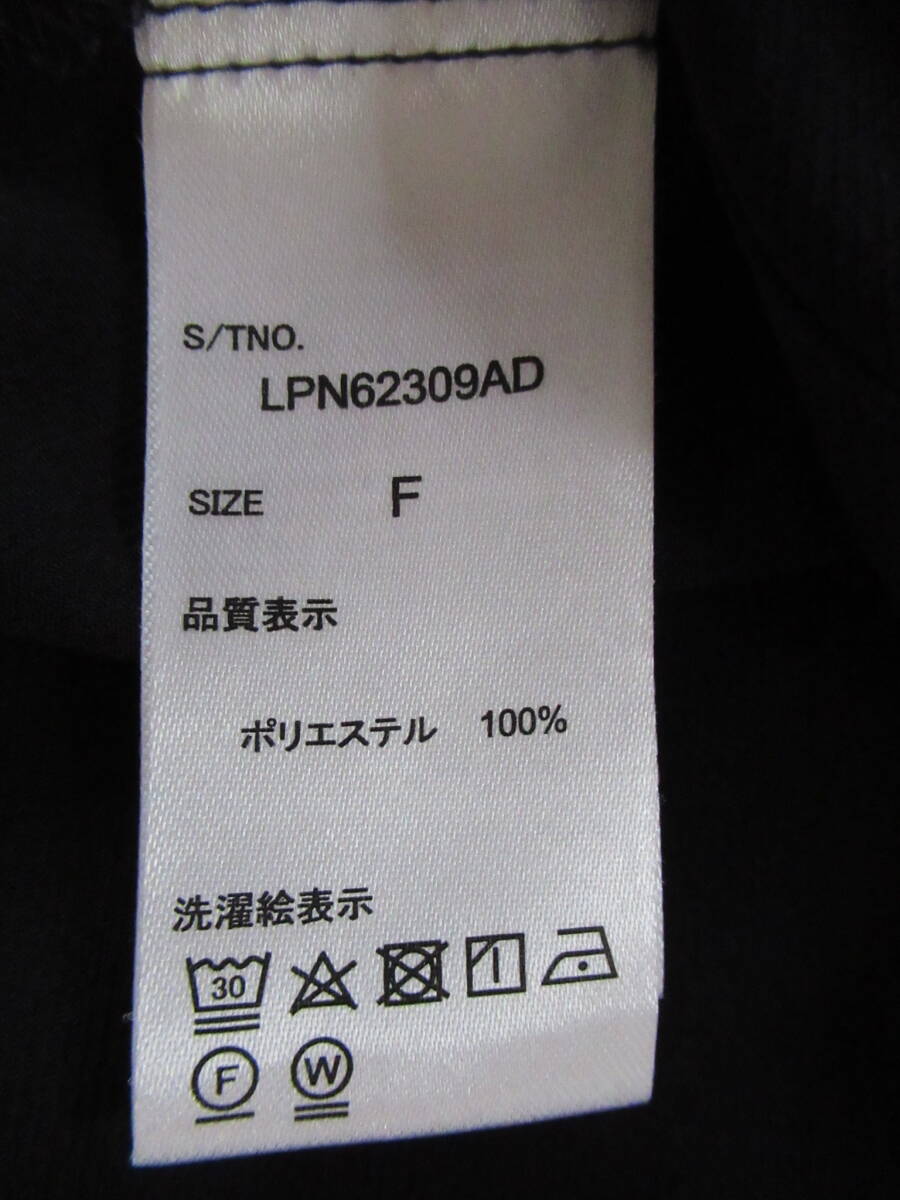 S/TNO.
LPN62309AD
SIZE F
品質表示
ポリエステル 100%
洗濯絵表示
30
F W